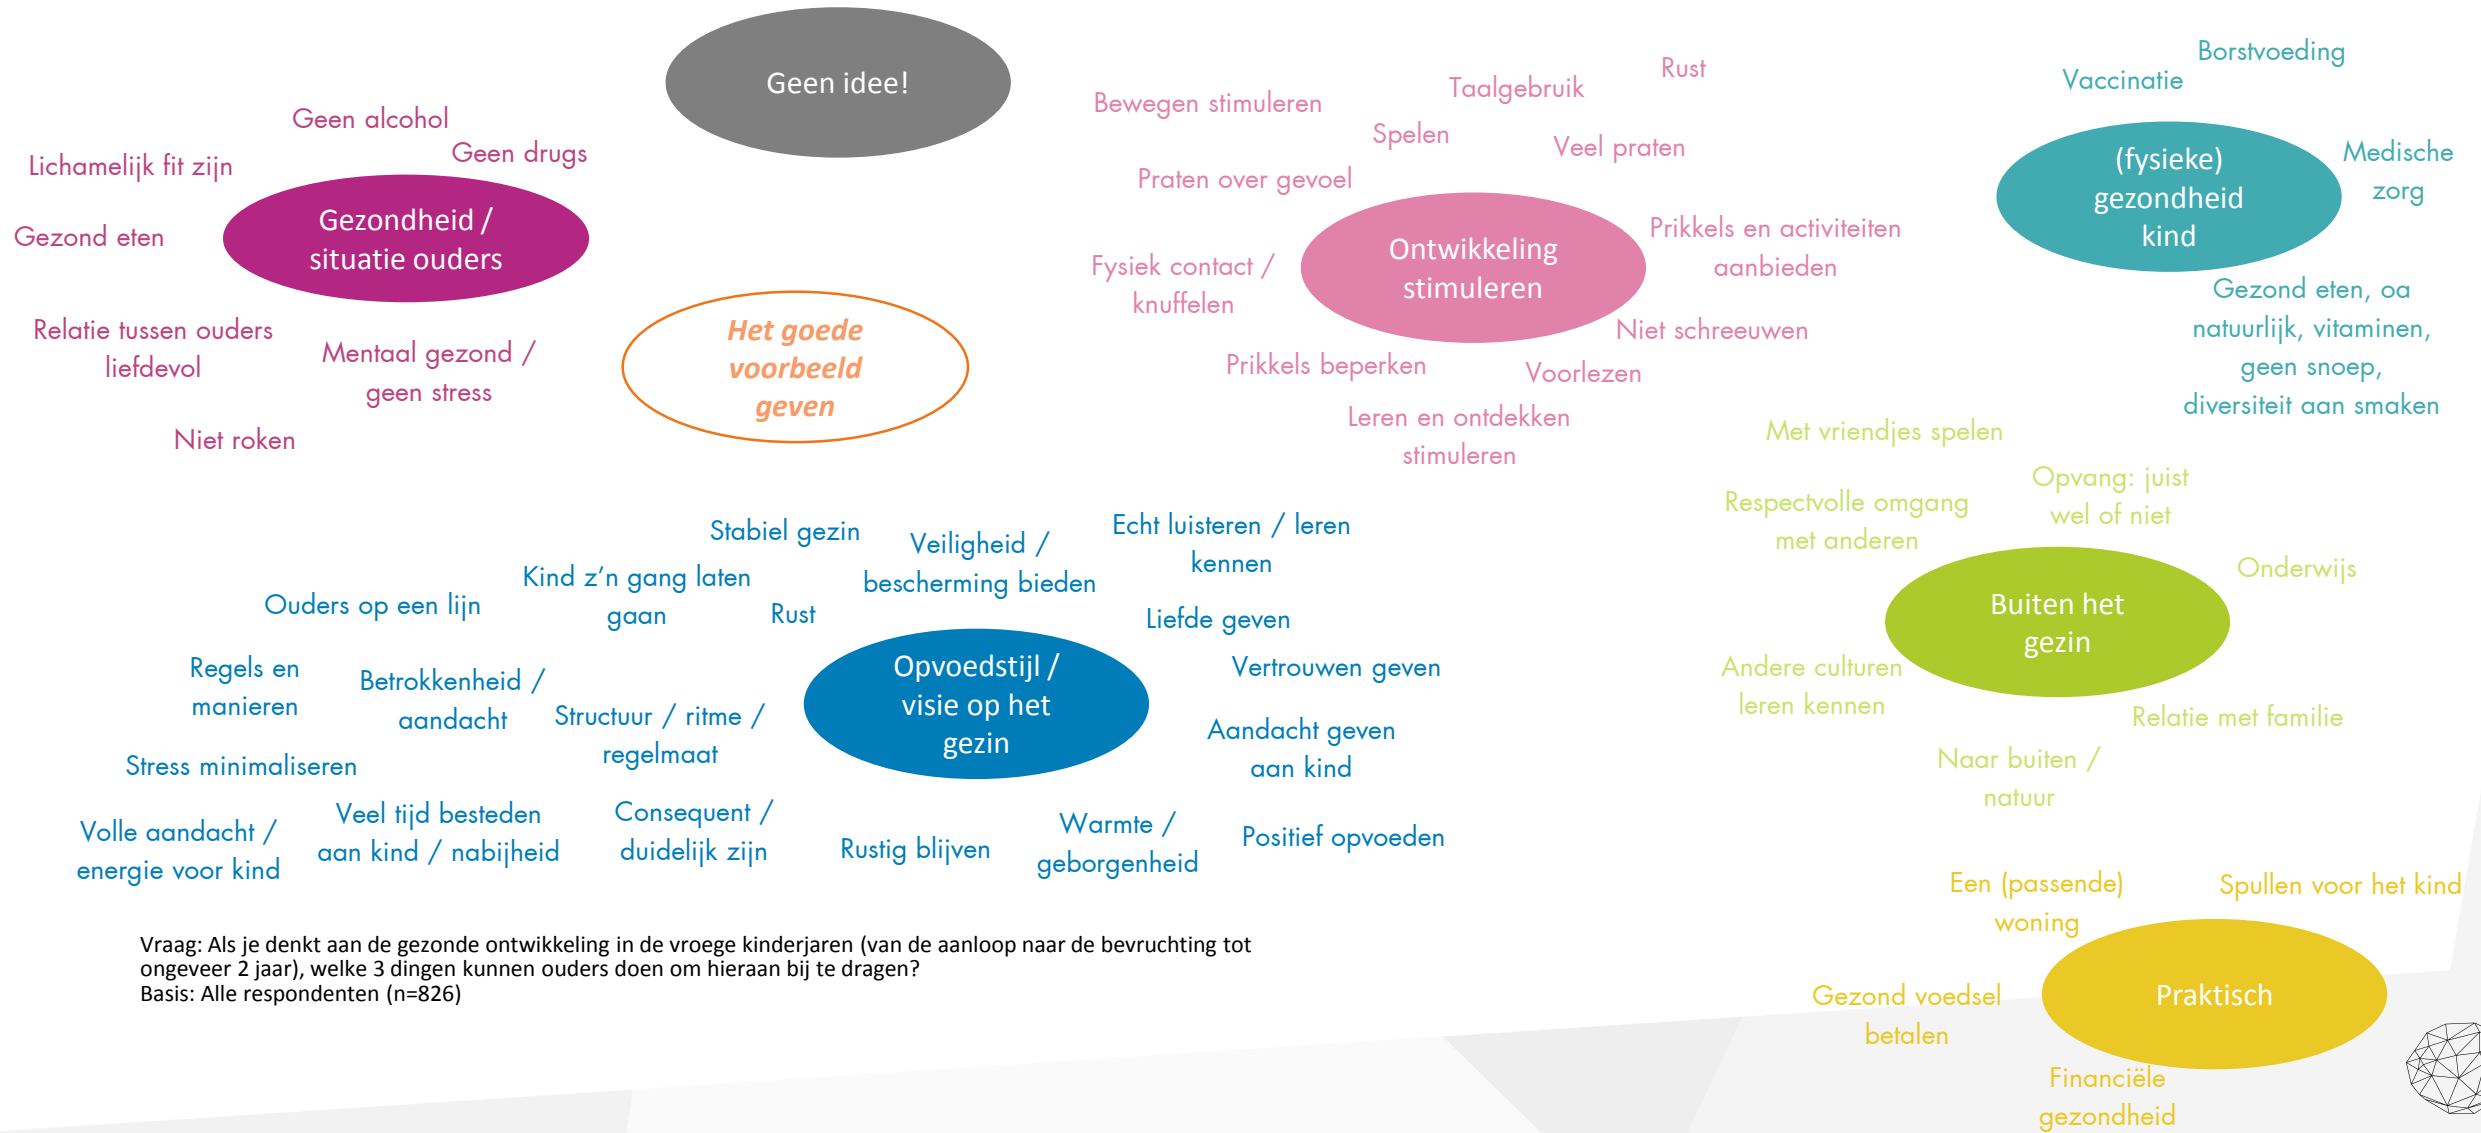 Geen idee!
Geen alcohol
Geen drugs
Lichamelijk fit zijn
Gezond eten
Gezondheid /
situatie ouders
Relatie tussen ouders
liefdevol
Mentaal gezond /
geen stress
Niet roken
Het goede
voorbeeld
geven
Bewegen stimuleren
Taalgebruik
Rust
Spelen
Veel praten
Praten over gevoel
Ontwikkeling
stimuleren
Prikkels en activiteiten
aanbieden
Fysiek contact /
knuffelen
Niet schreeuwen
Prikkels beperken
Voorlezen
Leren en ontdekken
stimuleren
Borstvoeding
Vaccinatie
(fysieke)
gezondheid
kind
Medische
zorg
Gezond eten, oa
natuurlijk, vitaminen,
geen snoep,
diversiteit aan smaken
Met vriendjes spelen
Opvang: juist
wel of niet
Respectvolle omgang
met anderen
Onderwijs
Buiten het
gezin
Andere culturen
leren kennen
Relatie met familie
Naar buiten /
natuur
Stabiel gezin
Veiligheid /
bescherming bieden
Echt luisteren / leren
kennen
Kind z’n gang laten
gaan
Ouders op een lijn
Rust
Liefde geven
Regels en
manieren
Betrokkenheid /
aandacht
Structuur / ritme /
regelmaat
Opvoedstijl /
visie op het
gezin
Vertrouwen geven
Aandacht geven
aan kind
Stress minimaliseren
Volle aandacht /
energie voor kind
Veel tijd besteden
aan kind / nabijheid
Consequent /
duidelijk zijn
Rustig blijven
Warmte /
geborgenheid
Positief opvoeden
Een (passende)
woning
Spullen voor het kind
Praktisch
Gezond voedsel
betalen
Financiële
gezondheid
Vraag: Als je denkt aan de gezonde ontwikkeling in de vroege kinderjaren (van de aanloop naar de bevruchting tot
ongeveer 2 jaar), welke 3 dingen kunnen ouders doen om hieraan bij te dragen?
Basis: Alle respondenten (n=826)